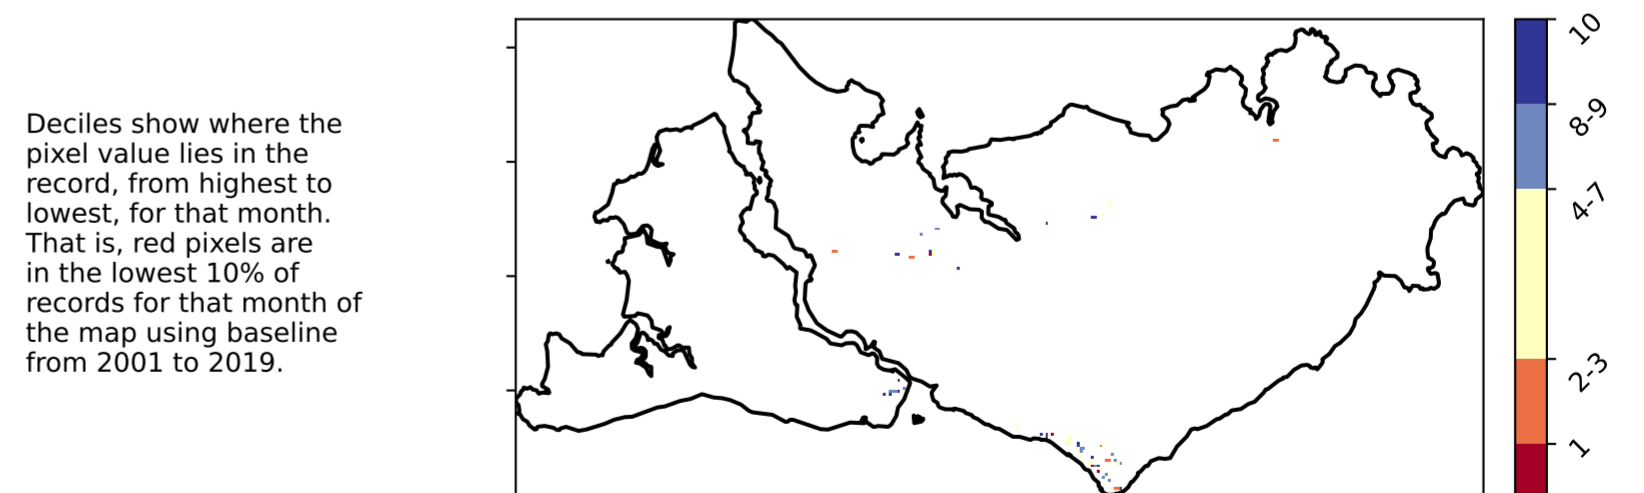 Deciles show where the
pixel value lies in the
record, from highest to
lowest, for that month.
That is, red pixels are
in the lowest 10% of
records for that month of
the map using baseline
from 2001 to 2019.
10
8-9
4-7
2-3
1